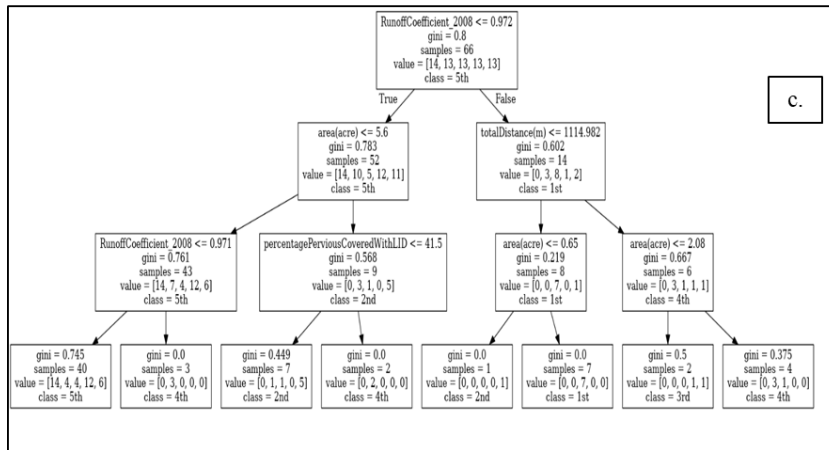 RunoffCoefficient_2008 <= 0.972
gini = 0.8
samples = 66
value = [14, 13, 13, 13, 13]
class = 5th
c.
True
False
area(acre) <= 5.6
gini = 0.783
samples = 52
value = [14, 10, 5, 12, 11]
class = 5th
totalDistance(m) <= 1114.982
gini = 0.602
samples = 14
value = [0, 3, 8, 1, 2]
class = 1st
RunoffCoefficient_2008 <= 0.971
gini = 0.761
samples = 43
value = [14, 7, 4, 12, 6]
class = 5th
percentagePerviousCoveredWithLID <= 41.5
gini = 0.568
samples = 9
value = [0, 3, 1, 0, 5]
class = 2nd
area(acre) <= 0.65
gini = 0.219
samples = 8
value = [0, 0, 7, 0, 1]
class = 1st
area(acre) <= 2.08
gini = 0.667
samples = 6
value = [0, 3, 1, 1, 1]
class = 4th
gini = 0.745
samples = 40
value = [14, 4, 4, 12, 6]
class = 5th
gini = 0.0
samples = 3
value = [0, 3, 0, 0, 0]
class = 4th
gini = 0.449
samples = 7
value = [0, 1, 1, 0, 5]
class = 2nd
gini = 0.0
samples = 2
value = [0, 2, 0, 0, 0]
class = 4th
gini = 0.0
samples = 1
value = [0, 0, 0, 0, 1]
class = 2nd
gini = 0.0
samples = 7
value = [0, 0, 7, 0, 0]
class = 1st
gini = 0.5
samples = 2
value = [0, 0, 0, 1, 1]
class = 3rd
gini = 0.375
samples = 4
value = [0, 3, 1, 0, 0]
class = 4th